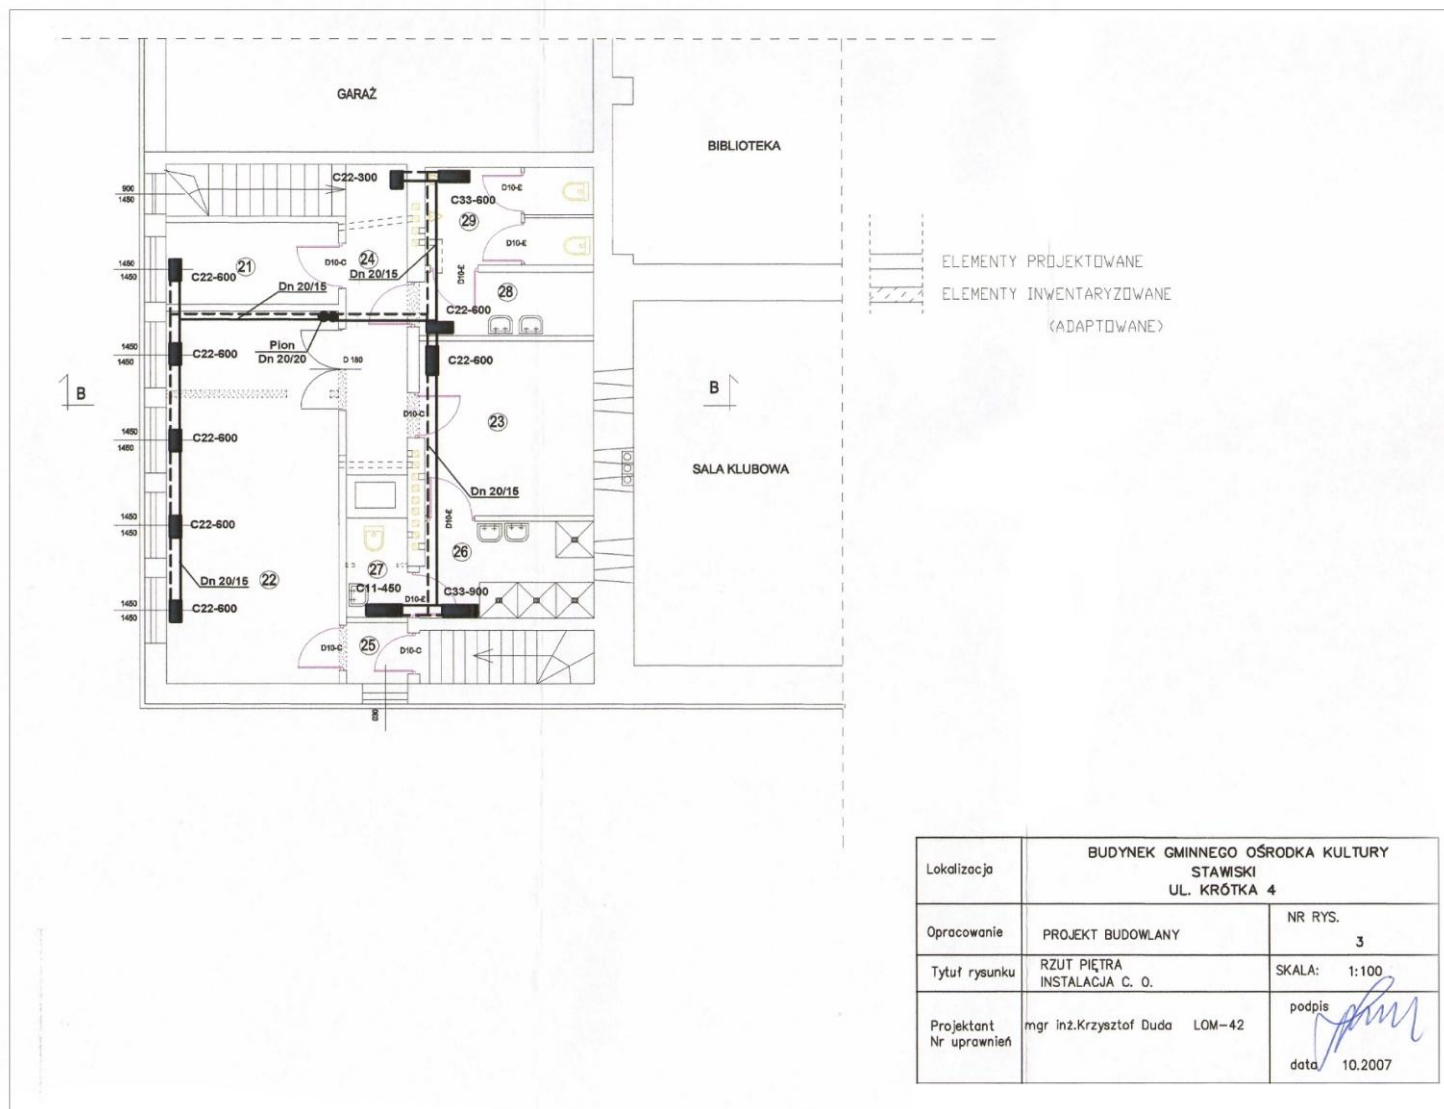 GARAŻ
BIBLIOTEKA
C22-300
D10-E
C33-600
900
1450
29
D10-E
ELEMENTY PROJEKTOWANE
21
D10-C
24
1450
1450
C22-600
Dn 20/15
D10-E
28
ELEMENTY INWENTARYZOWANE
Dn 20/15
C22-600
(ADAPTOWANE)
Pion
Dn 20/20
1450
1450
C22-600
D 180
C22-600
B
B
D10-C
23
1450
1450
C22-600
SALA KLUBOWA
Dn 20/15
1450
1450
C22-600
D10-E
26
27
Dn 20/15
22
C11-450
C33-900
D10-E
1450
1450
C22-600
25
D10-C
D10-C
Lokalizacja
BUDYNEK GMINNEGO OŚRODKA KULTURY
STAWISKI
UL. KRÓTKA 4
Opracowanie
PROJEKT BUDOWLANY
NR RYS.
3
Tytuł rysunku
RZUT PIĘTRA
INSTALACJA C. O.
SKALA: 1:100
Projektant
Nr uprawnień
mgr inż.Krzysztof Duda LOM-42
podpis
data 10.2007